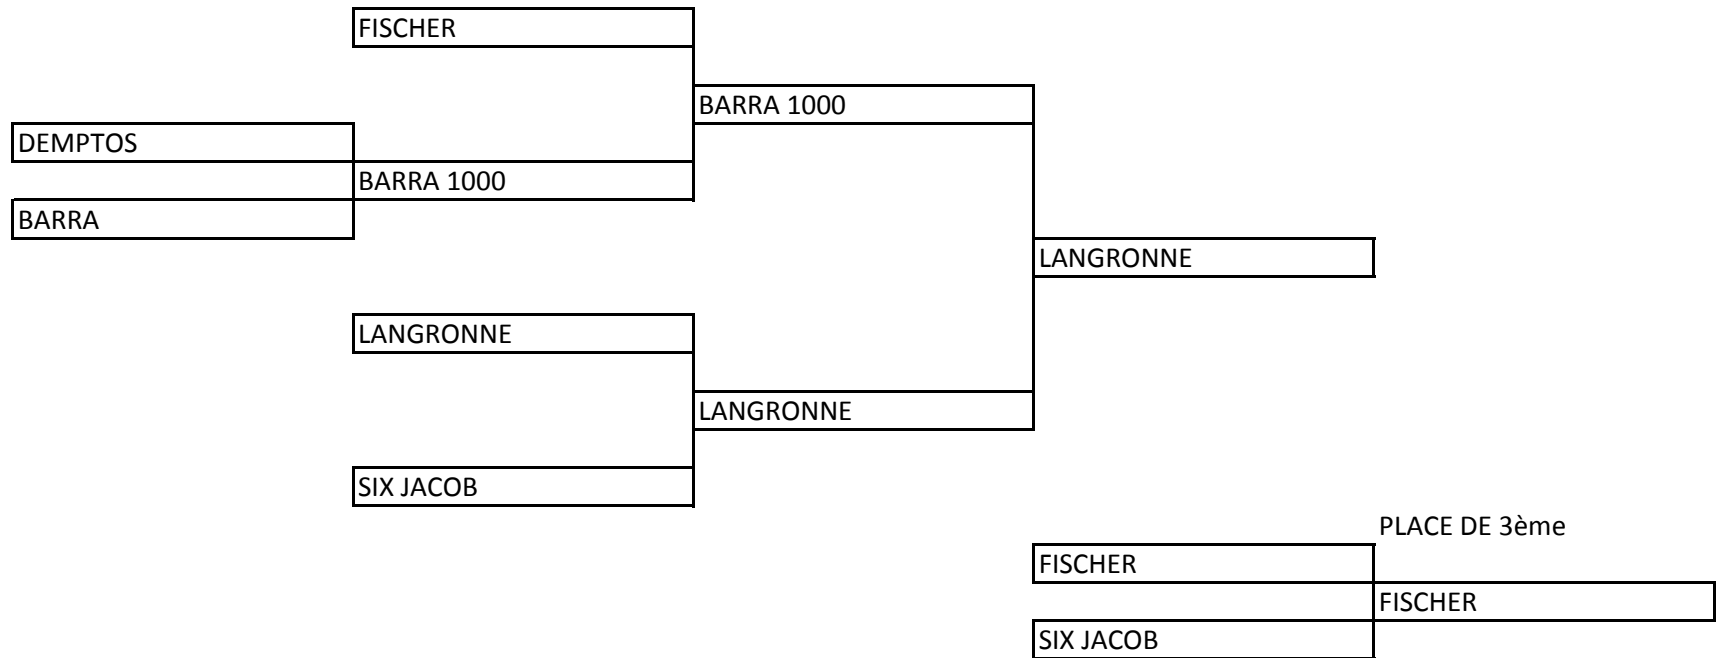 FISCHER
BARRA 1000
DEMPTOS
BARRA 1000
BARRA
LANGRONNE
LANGRONNE
LANGRONNE
SIX JACOB
PLACE DE 3ème
FISCHER
FISCHER
SIX JACOB